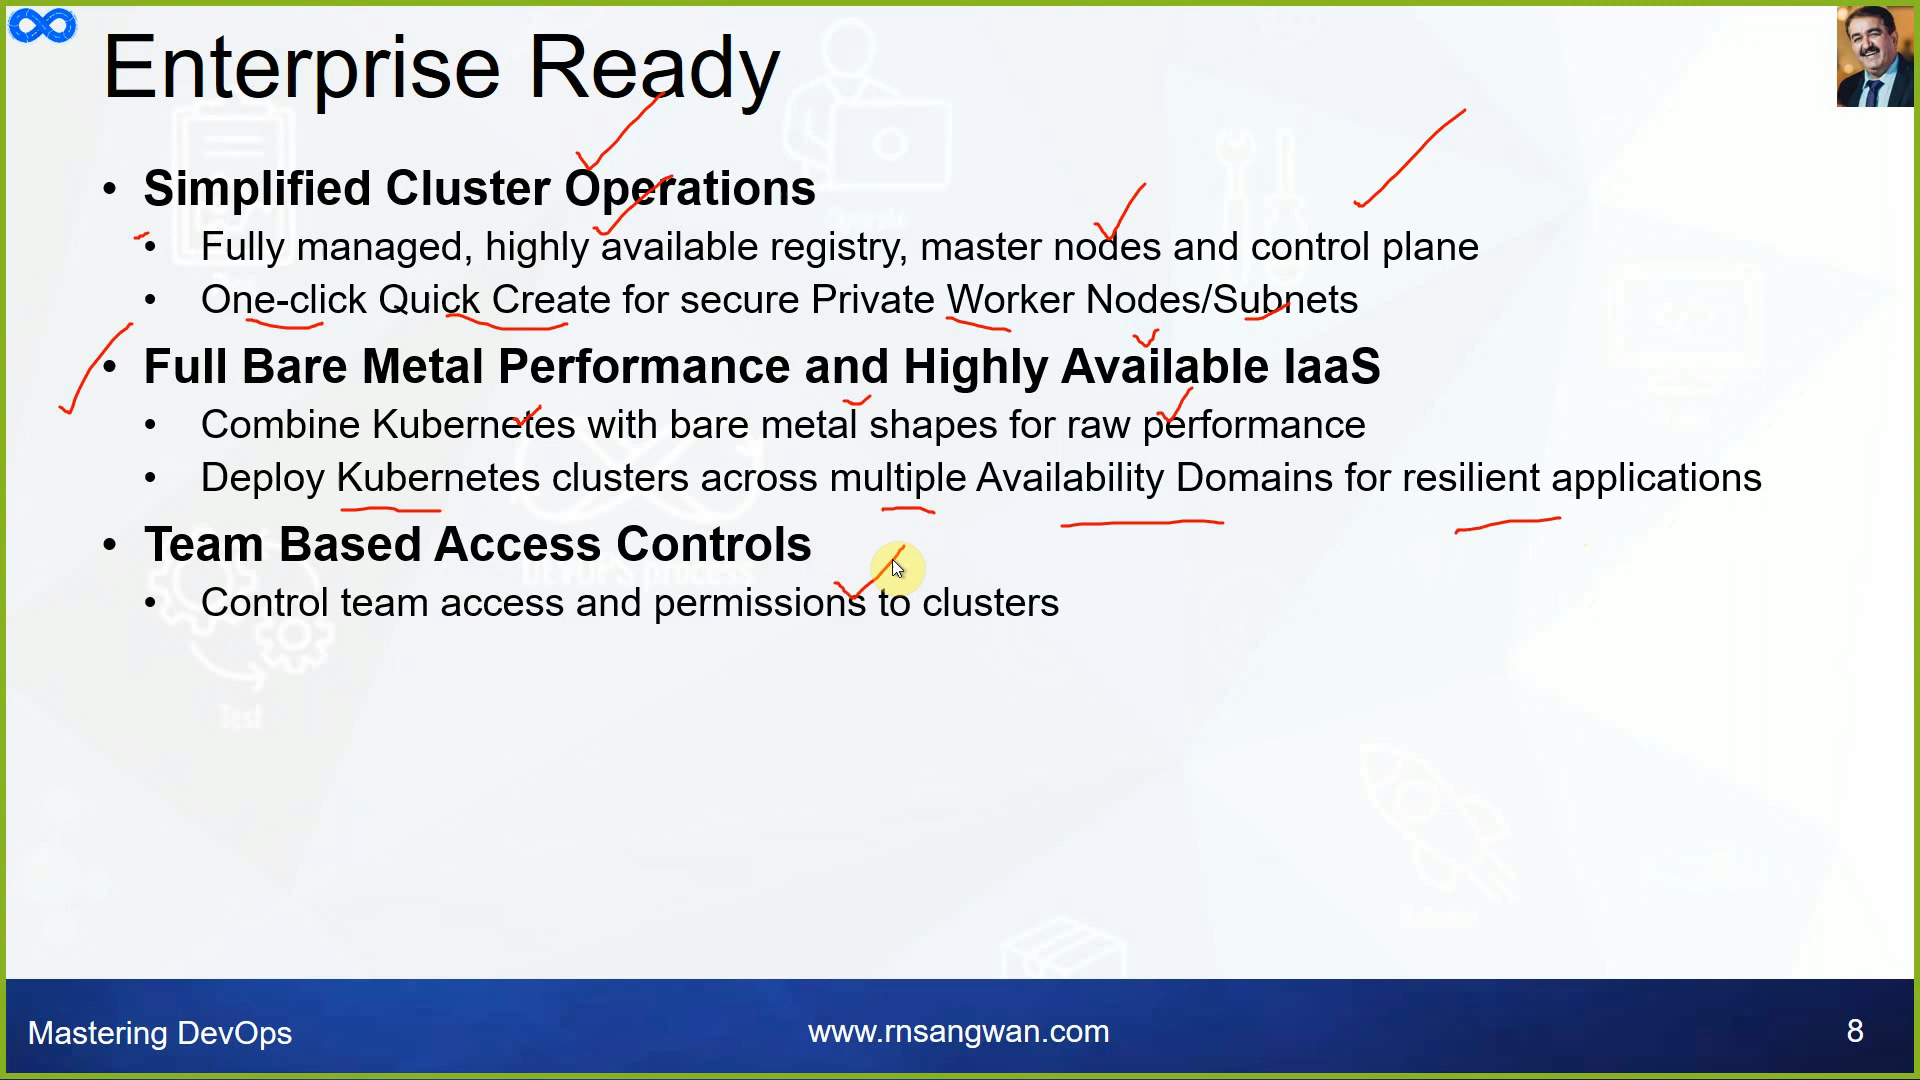 Enterprise Ready
• Simplified Cluster Operations
• Fully managed, highly available registry, master nodes and control plane
• One-click Quick Create for secure Private Worker Nodes/Subnets
• Full Bare Metal Performance and Highly Available IaaS
• Combine Kubernetes with bare metal shapes for raw performance
• Deploy Kubernetes clusters across multiple Availability Domains for resilient applications
• Team Based Access Controls
DEVOPS process
• Control team access and permissions to clusters
Test
Mastering DevOps
www.rnsangwan.com
8